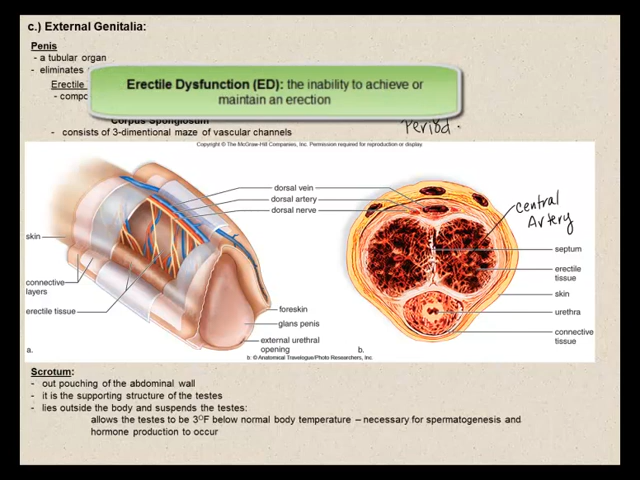 c.) External Genitalia:
Penis
- a tubular organ
- eliminates
Erectile
- compo
Erectile Dysfunction (ED): the inability to achieve or
maintain an erection
Corpus Spongiosum
- consists of 3-dimentional maze of vascular channels
Period.
Copyright © The McGraw-Hill Companies, Inc. Permission required for reproduction or display
dorsal vein
dorsal artery
dorsal nerve
skin
connective
layers
erectile tissue
foreskin
glans penis
external urethral
opening
a.
central
Artery
septum
erectile
tissue
skin
urethra
connective
tissue
b.
b: © Anatomical Travelogue/Photo Researchers, Inc
Scrotum:
- out pouching of the abdominal wall
- it is the supporting structure of the testes
- lies outside the body and suspends the testes:
allows the testes to be 3°F below normal body temperature – necessary for spermatogenesis and
hormone production to occur